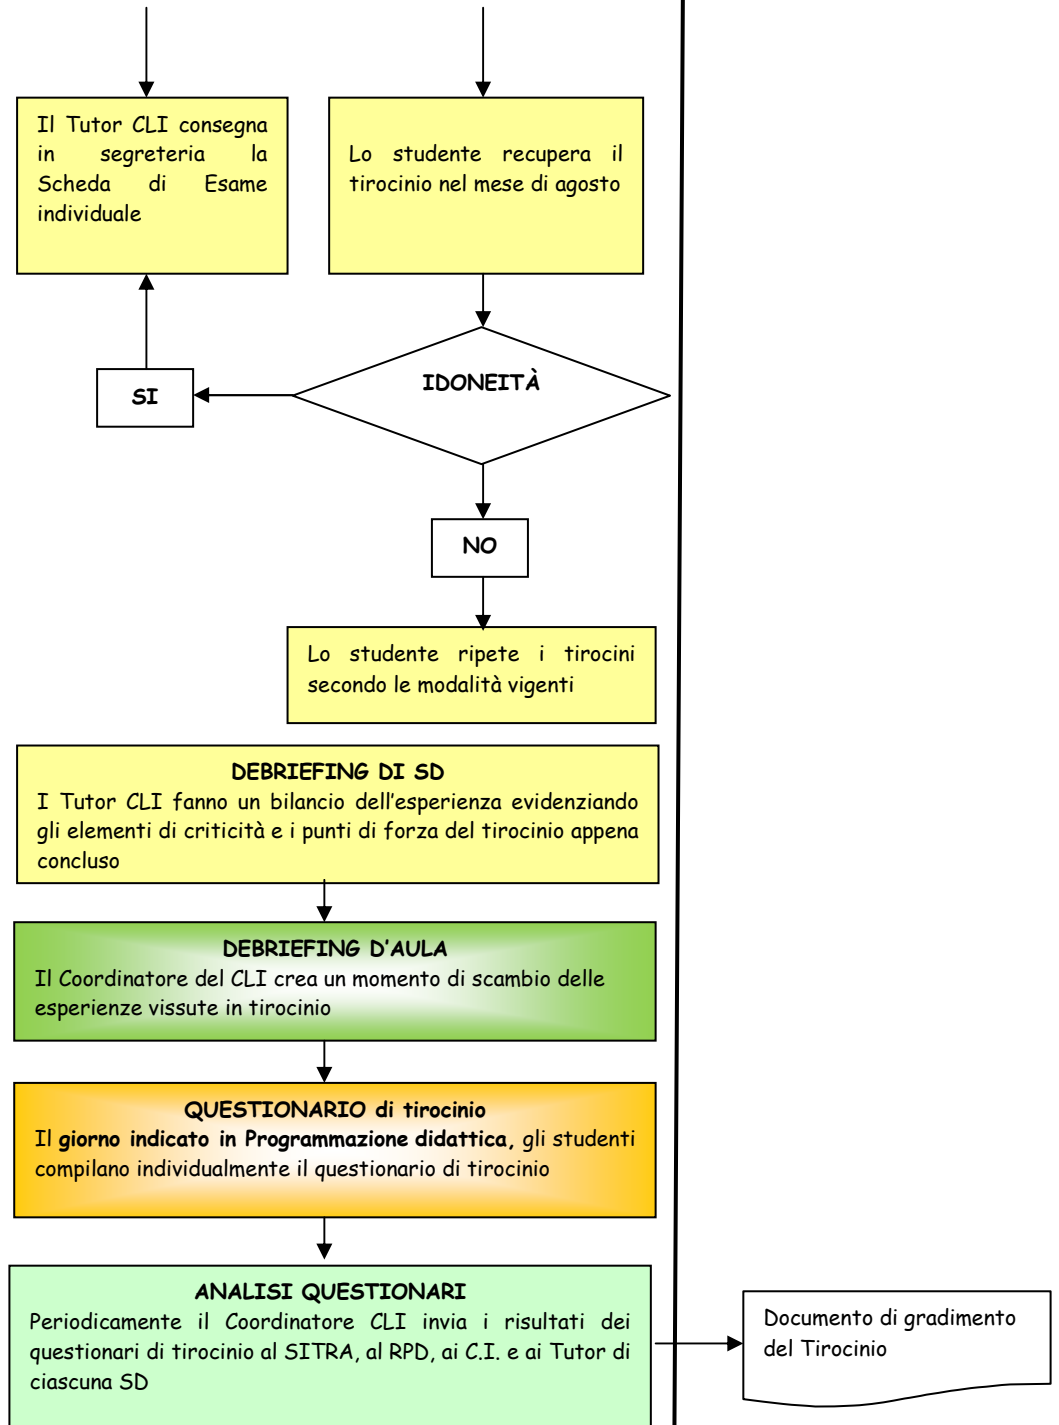 Il Tutor CLI consegna
in segreteria la
Scheda di Esame
individuale
Lo studente recupera il
tirocinio nel mese di agosto
IDONEITÀ
SI
NO
Lo studente ripete i tirocini
secondo le modalità vigenti
DEBRIEFING DI SD
I Tutor CLI fanno un bilancio dell'esperienza evidenziando
gli elementi di criticità e i punti di forza del tirocinio appena
concluso
DEBRIEFING D'AULA
Il Coordinatore del CLI crea un momento di scambio delle
esperienze vissute in tirocinio
QUESTIONARIO di tirocinio
Il giorno indicato in Programmazione didattica, gli studenti
compilano individualmente il questionario di tirocinio
ANALISI QUESTIONARI
Periodicamente il Coordinatore CLI invia i risultati dei
questionari di tirocinio al SITRA, al RPD, ai C.I. e ai Tutor di
ciascuna SD
Documento di gradimento
del Tirocinio